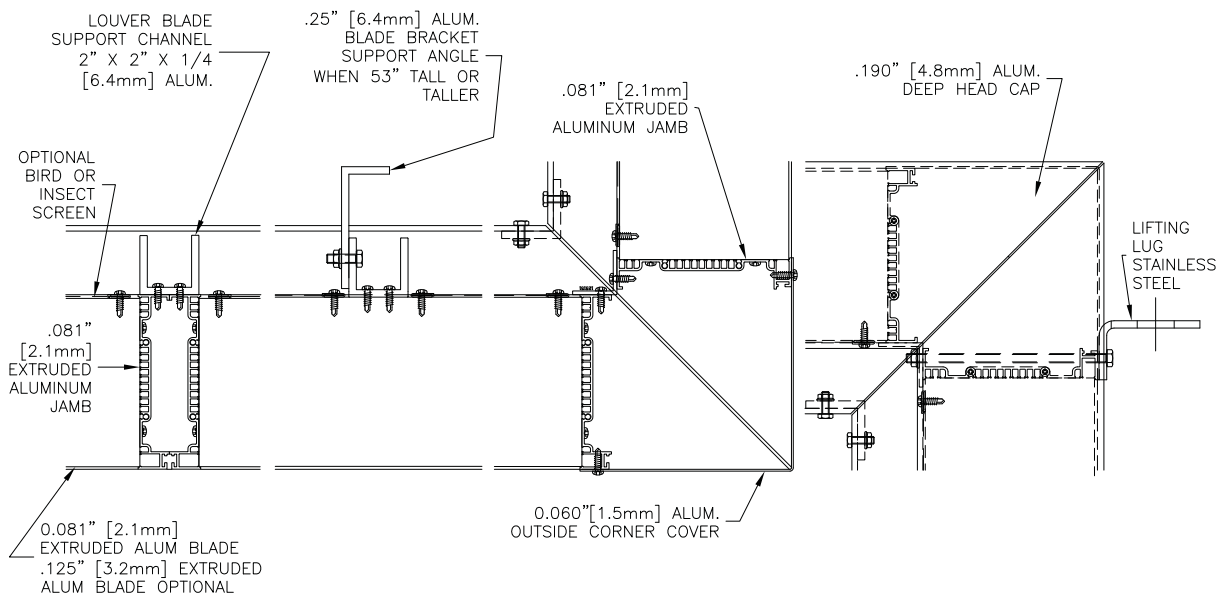 LOUVER BLADE
SUPPORT CHANNEL
2” X 2” X 1/4
[6.4mm] ALUM.
.25” [6.4mm] ALUM.
BLADE BRACKET
SUPPORT ANGLE
WHEN 53” TALL OR
TALLER
.081” [2.1mm]
EXTRUDED
ALUMINUM JAMB
.190” [4.8mm] ALUM.
DEEP HEAD CAP
OPTIONAL
BIRD OR
INSECT
SCREEN
LIFTING
LUG
STAINLESS
STEEL
.081”
[2.1mm]
EXTRUDED
ALUMINUM
JAMB
0.060”[1.5mm] ALUM.
OUTSIDE CORNER COVER
0.081” [2.1mm]
EXTRUDED ALUM BLADE
.125” [3.2mm] EXTRUDED
ALUM BLADE OPTIONAL